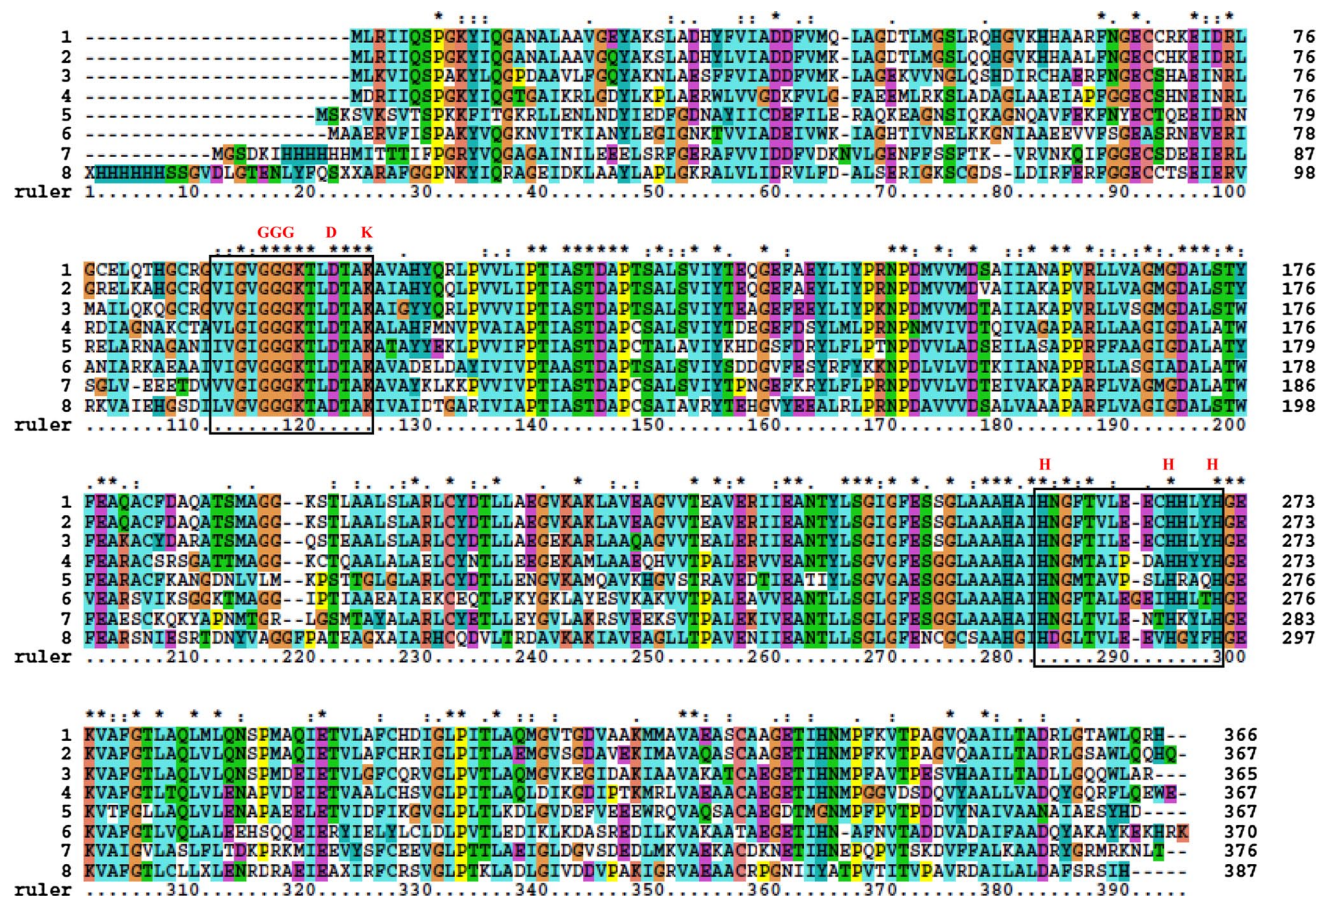 * ::: . :.. :: * .: . * . * . * ::*
1 ------------------------MLRIIQSPGKYIQGANALAAVGEYAKSLADHYFVIADDFVMQ-LAGDTLMGSLRQHGVKHHAARFNGECCRKEIDRL 76
2 ------------------------MLRIIQSPGKYIQGANALAAVGEYAKSLADHYLVIADDFVMK-LAGDTLMGSLQQHGVKHHAARFNGECCHKEINRL 76
3 ------------------------MLKVIQSPAKYLQGPDAAVLFGQYAKNLAESFFVIADDFVMK-LAGEKVVNGLQSHDIRCHAERFNGECSHAEINRL 76
4 ------------------------MDRIIQSPGKYIQGTGAIKRLGDYLKPLAERWLVVGDKFVLG-FAEEMLRKSLADAGLAAEIAPFGGECSHNEINRL 76
5 ---------------------MSKSVKSVTSPKKFITGKRLLENLNDYIEDFGDNAYIICDEFILE-RAQKEAGNSIQKAGNQAVFEKFNYECTQEEIDRN 79
6 ----------------------MAAERVFISPAKYVQGKNVITKIANYLEGIGNKTVVIADEIVWK-IAGHTIVNELKKGNIAAEEVVFSGEASRNEVERI 78
7 ------------MGSDKIHHHHHHMITTTIFPGRYVQGAGAINILEEELSRFGERAFVVIDDFVDKNVLGENFFSSFTK--VRVNKQIFGGECSDEEIERL 87
8 XHHHHHHSSGVDLGTENLYFQSXXARAFGGPNKYIQRAGEIDKLAAYLAPLGKRALVLIDRVLFD-ALSERIGKSCGDS-LDIRFERFGGECCTSEIERV 98
ruler 1.......10........20........30........40........50........60........70........80........90.......100
GGG D K
::*:***** **** . :.: ** ****** *::*: * . ** *:** * :: * : . .* *: .***:*:
1 GCELQTHGCRGVIGVGGGKTLDTAKAVAHYQRLPVVLIPTIASTDAPTSALSVIYTEQGEFAEYLIYPRNPDMVVMDSAIIANAPVRLLVAGMGDALSTY 176
2 GRELKAHGCRGVIGVGGGKTLDTAKAIAHYQQLPVVLIPTIASTDAPTSALSVIYTEQGEFAEYLIYPRNPDMVVMDVAIIANAPVRLLVAGMGDALSTY 176
3 MAILQKQGCRGVIGIGGGKTLDTAKAIGYYQRLPVVVIPTIASTDAPTSALSVIYTEAGEFEEYLIYPKNPDMVVMDTAIIAKAPVRLLVSGMGDALSTY 176
4 RDIAGNAKCTAVLGIGGGKTLDTAKALAHFMNVPVAIAPTIASTDAPCSALSVIYTDEGEFDSYLMLPRNPNMVIVDTQIVAGAPARLLAAGIGDALATW 176
5 RELARNAGANIIVGIGGGKTLDTAKATAYYEKLPVVIFPTIASTDAPCTALAVIYKHDGSFDRYLFLPTNPDVVLADSEILASAPPRFFAAGIGDALATY 179
6 ANIARKAEAAIVIGVGGGKTLDTAKAVADELDAYIVIVPTAASTDAPTSALSVIYSDDGVFESYRFYKKNPDLVLVDTKIIANAPPRLLASGIADALATW 178
7 SGLV-EEETDVVVGIGGGKTLDTAKAVAYKLKKPVVIVPTIASTDAPCSALSVIYTPNGEFKRYLFLPRNPDVVLVDTEIVAKAPARFLVAGMGDALATW 186
8 RKVAIEHGSDILVGVGGGKTADTAKIVAIDTGARIVIAPTIASTDAPCSAIAVRYTEHGVYEEALRLPRNPDAVVVDSALVAAAPARFLVAGIGDALSTW 198
ruler .......110.......120.......130.......140.......150.......160.......170.......180.......190.......200
H H H
1 FEAQACFDAQATSMAGG--KSTLAALSLARLCYDTLLAEGVKAKLAVEAGVVTEAVERIIEANTYLSGIGFESSGLAAAHAIHNGFTVLE-ECHHLYHGE 273
2 FEAQACFDAQATSMAGG--KSTLAALSLARLCYDTLLAEGVKAKLAVEAGVVTEAVERIIEANTYLSGIGFESSGLAAAHAIHNGFTVLE-ECHHLYHGE 273
3 FEAKACYDARATSMAGG--QSTEAALSLARLCYDTLLAEGEKARLAAQAGVVTEALERIIEANTYLSGIGFESSGLAAAHAIHNGFTILE-ECHHLYHGE 273
4 FEARACSRSGATTMAGG--KCTQAALALAELCYNTLLEEGEKAMLAAEQHVVTPALERVVEANTYLSGVGFESGGLAAAHAIHNGMTAIP-DAHHYYHGE 273
5 FEARACFKANGDNLVLM--KPSTTGLGLARLCYDTLLENGVKAMQAVKHGVSTRAVEDTIEATIYLSGVGAESGGLAAAHAIHNGMTAVP-SLHRAQHGE 276
6 VEARSVIKSGGKTMAGG--IPTIAAEAIAEKCEQTLFKYGKLAYESVKAKVVTPALEAVVEANTLLSGLGFESGGLAAAHAIHNGFTALEGEIHHLTHGE 276
7 FEAESCKQKYAPNMTGR--LGSMTAYALARLCYETLLEYGVLAKRSVEEKSVTPALEKIVEANTLLSGLGFESGGLAAAHAIHNGLTVLE-NTHKYLHGE 283
8 FEARSNIESRTDNYVAGGFPATEAGXAIARHCQDVLTRDAVKAKIAVEAGLLTPAVENIIEANTLLSGLGFENCGCSAAHGIHDGLTVLE-EVHGYFHGE 297
ruler .......210.......220.......230.......240.......250.......260.......270.......280.......290.......300
1 KVAFGTLAQLMLQNSPMAQIETVLAFCHDIGLPITLAQMGVTGDVAAKMMAVAEASCAAGETIHNMPFKVTPAGVQAAILTADRLGTAWLQRH-- 366
2 KVAFGTLAQLVLQNSPMAQIETVLAFCHRIGLPITLAEMGVSGDAVEKIMAVAQASCAAGETIHNMPFKVTPAGVQAAILTADRLGSAWLQQHQ- 367
3 KVAFGTLAQLVLQNSPMDEIETVLGFCQRVGLPVTLAQMGVKEGIDAKIAAVAKATCAEGETIHNMPFAVTPESVHAAILTADLLGQQWLAR--- 365
4 KVAFGTLTQLVLENAPVDEIETVAALCHSVGLPITLAQLDIKGDIPTKMRLVAEAACAEGETIHNMPGGVDSDQVYAALLVADQYGQRFLQEWE- 367
5 KVTFGLLAQLVLENAPAEELETVIDFIKGVGLPVTLKDLGVDEFVEEEWRQVAQSACAEGDTMGNMPFPVTPDDVYNAIVAANAIAESYHD---- 367
6 KVAFGTLVQLALEEHSQQEIERYIELYLCLDLPVTLEDIKLKDASREDILKVAKAATAEGETIHN-AFNVTADDVADAIFAADQYAKAYKEKHRK 370
7 KVAIGVLASLFLTDKPRKMIEEVYSFCEEVGLPTTLAEIGLDGVSDEDLMKVAEKACDKNETIHNEPQPVTSKDVFFALKAADRYGRMRKNLT-- 376
8 KVAFGTLCLLXLENRDRAEIEAXIRFCRSVGLPTKLADLGIVDDVPAKIGRVAEAACRPGNIIYATPVTITVPAVRDAILALDAFSRSIH----- 387
ruler .......310.......320.......330.......340.......350.......360.......370.......380.......390.....